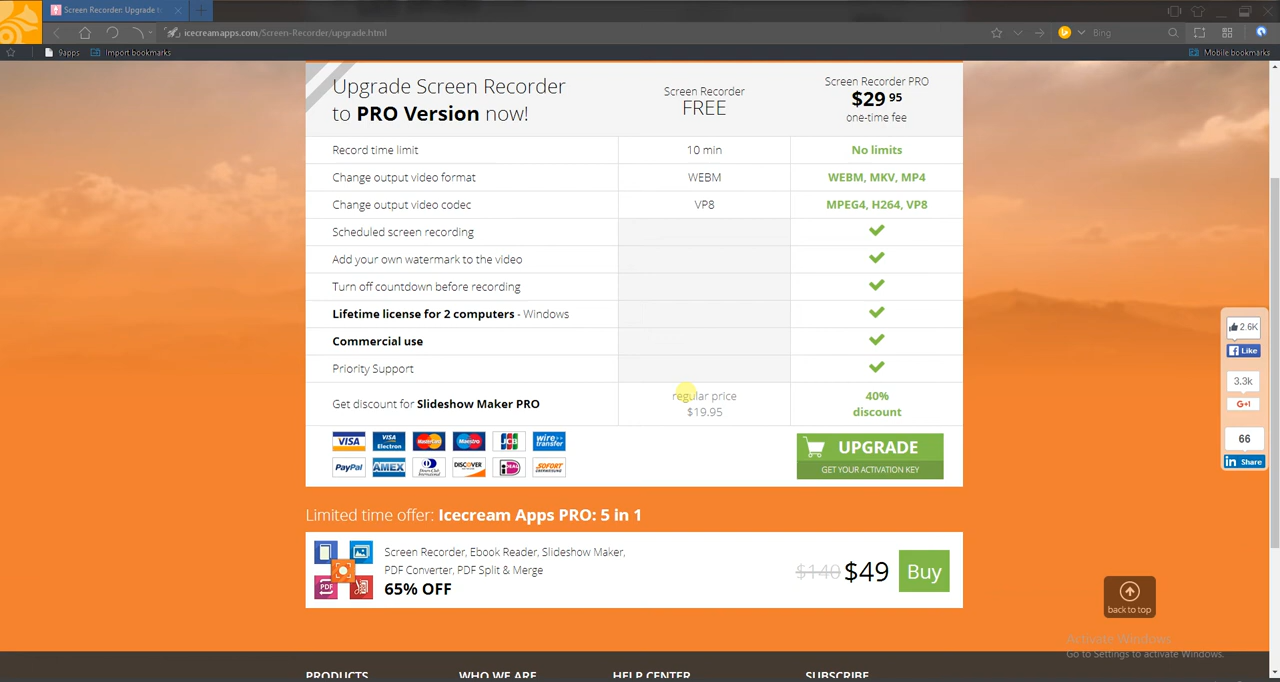 Screen Recorder: Upgrade to
icecreamapps.com/Screen-Recorder/upgrade.html
Bing
9apps
Import bookmarks
Mobile bookmarks
Upgrade Screen Recorder
to PRO Version now!
Screen Recorder
FREE
Screen Recorder PRO
$29 95
one-time fee
Record time limit
10 min
No limits
Change output video format
WEBM
WEBM, MKV, MP4
Change output video codec
VP8
MPEG4, H264, VP8
Scheduled screen recording
Add your own watermark to the video
Turn off countdown before recording
Lifetime license for 2 computers - Windows
Commercial use
Priority Support
Get discount for Slideshow Maker PRO
regular price
$19.95
40%
discount
VISA
VISA Electron
MasterCard
Maestro
JCB
wire transfer
PayPal
AMEX
Diners Club International
DISCOVER
iDEAL
SOFORT
UPGRADE
GET YOUR ACTIVATION KEY
2.6K
Like
3.3k
G+1
66
in Share
Limited time offer: Icecream Apps PRO: 5 in 1
PDF
Screen Recorder, Ebook Reader, Slideshow Maker,
PDF Converter, PDF Split & Merge
65% OFF
$140 $49
Buy
back to top
Activate Windows
Go to Settings to activate Windows.
PRODUCTS
WHO WE ARE
HELP CENTER
SUBSCRIBE